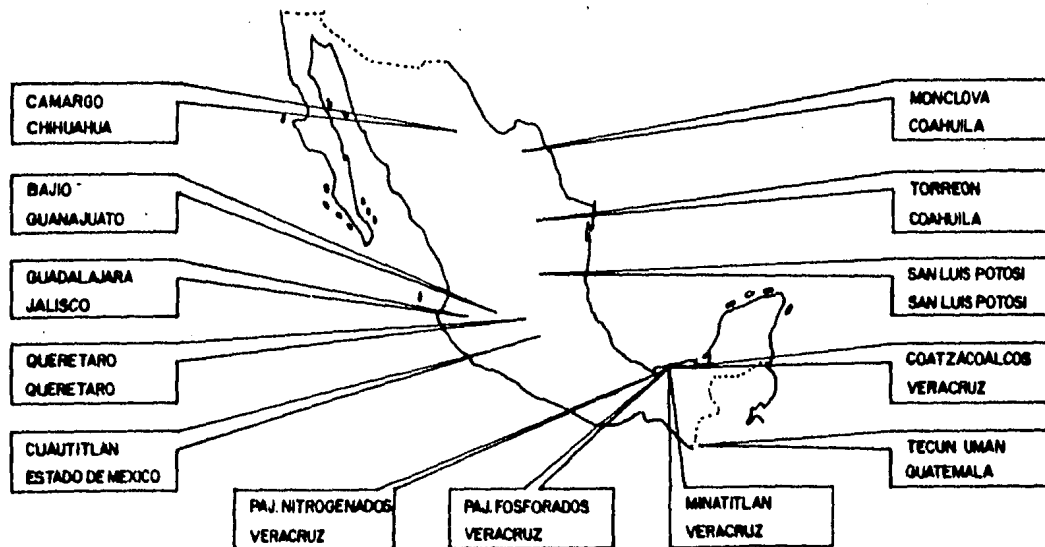 CAMARGO
CHIHUAHUA
BAJIO
GUANAJUATO
GUADALAJARA
JALISCO
QUERETARO
QUERETARO
CUAUTITLAN
ESTADO DE MEXICO
PAJ. NITROGENADOS
VERACRUZ
PAJ. FOSFORADOS
VERACRUZ
MINATITLAN
VERACRUZ
MONCLOVA
COAHUILA
TORREON
COAHUILA
SAN LUIS POTOSI
SAN LUIS POTOSI
COATZACOALCOS
VERACRUZ
TECUN UMAN
GUATEMALA